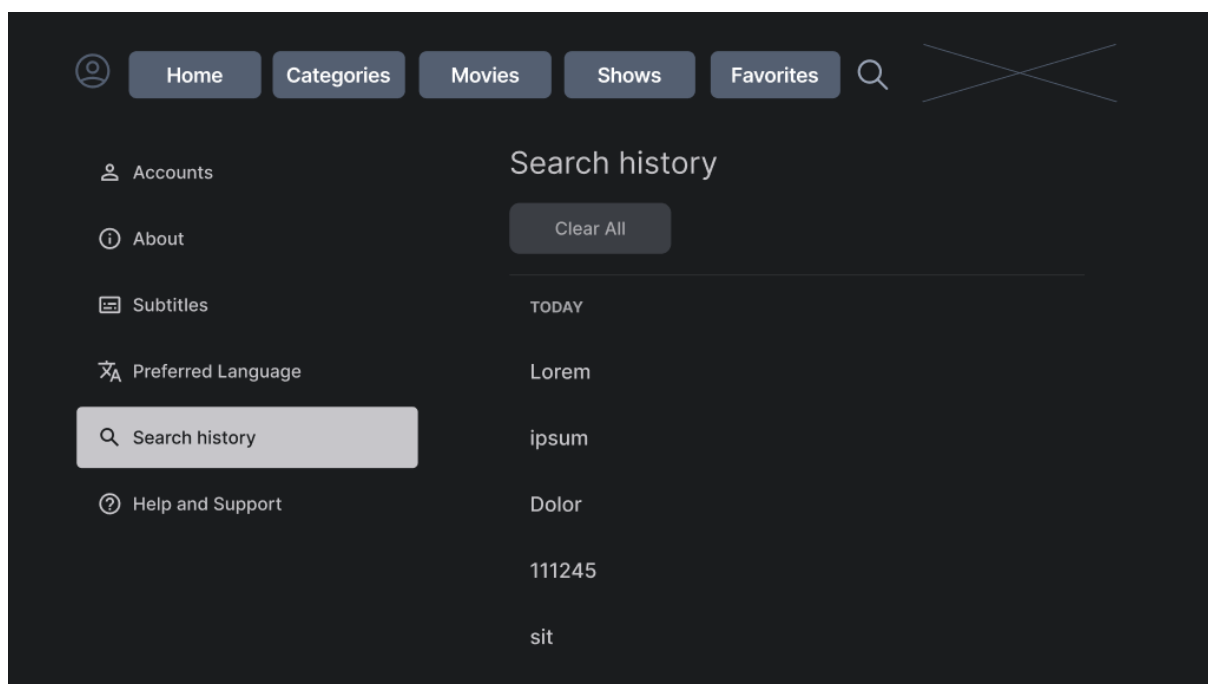 Home
Categories
Movies
Shows
Favorites
Accounts
About
Subtitles
Preferred Language
Search history
Help and Support
Search history
Clear All
TODAY
Lorem
ipsum
Dolor
111245
sit